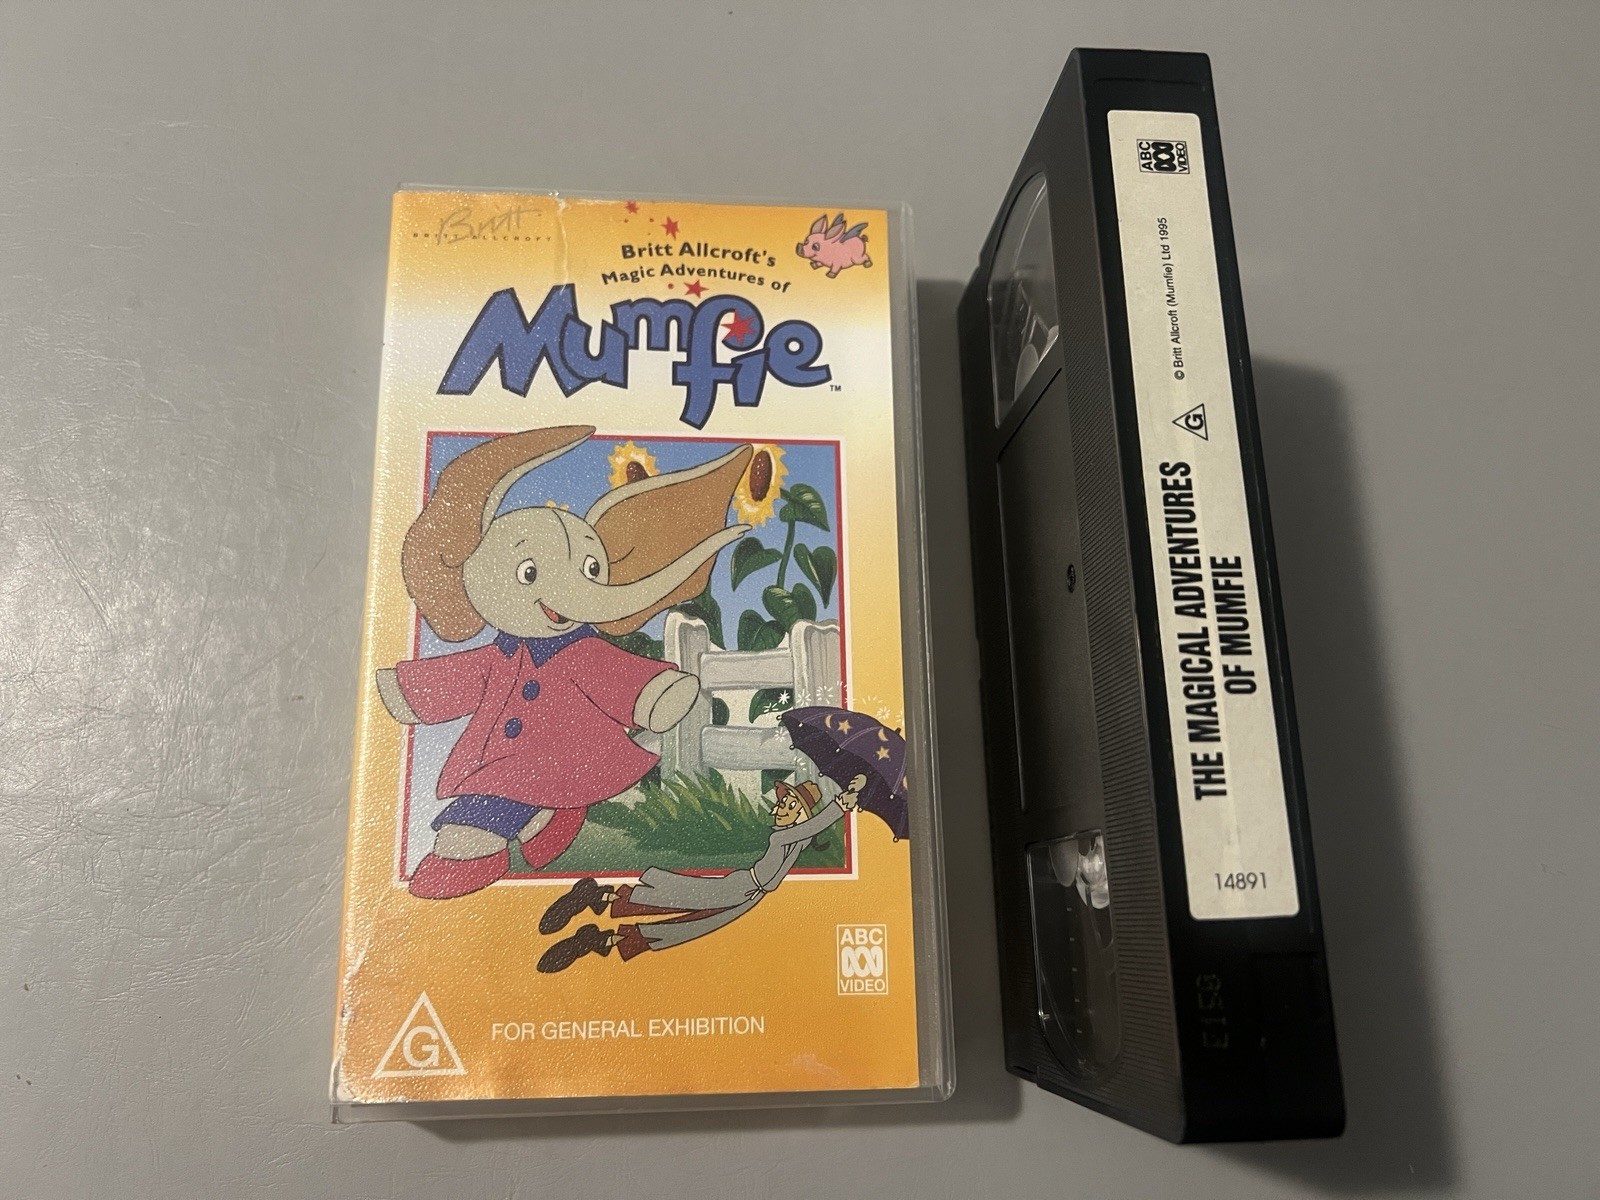 Britt
BRITT ALLCROFT
Britt Allcroft's
Magic Adventures of
Mumfie
TM
ABC
VIDEO
G
FOR GENERAL EXHIBITION
ABC
VIDEO
© Britt Allcroft (Mumfie) Ltd 1995
G
THE MAGICAL ADVENTURES
OF MUMFIE
14891